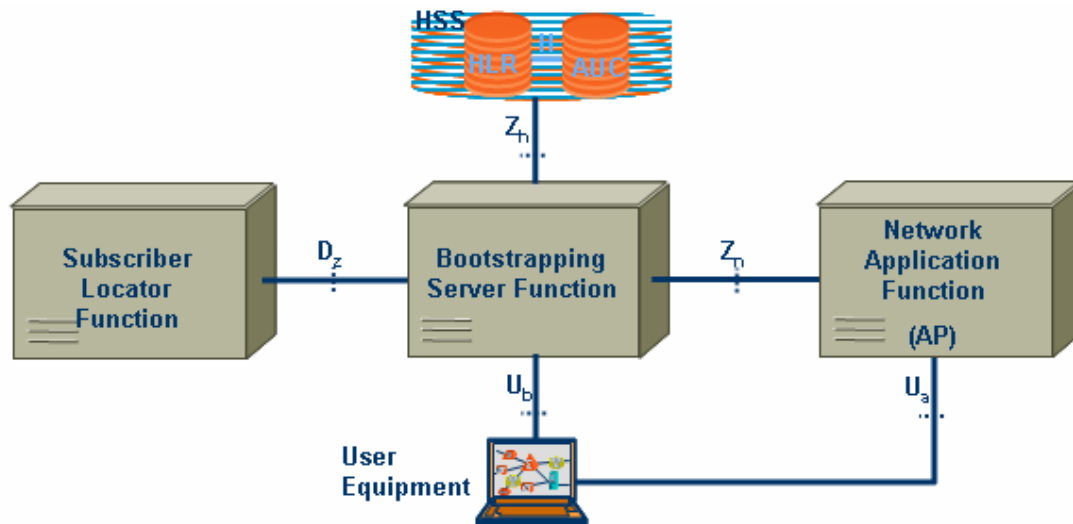 HSS
HLR
H
AUC
Zh
Subscriber
Locator
Function
Dz
Bootstrapping
Server Function
Zn
Network
Application
Function
(AP)
Ub
Ua
User
Equipment